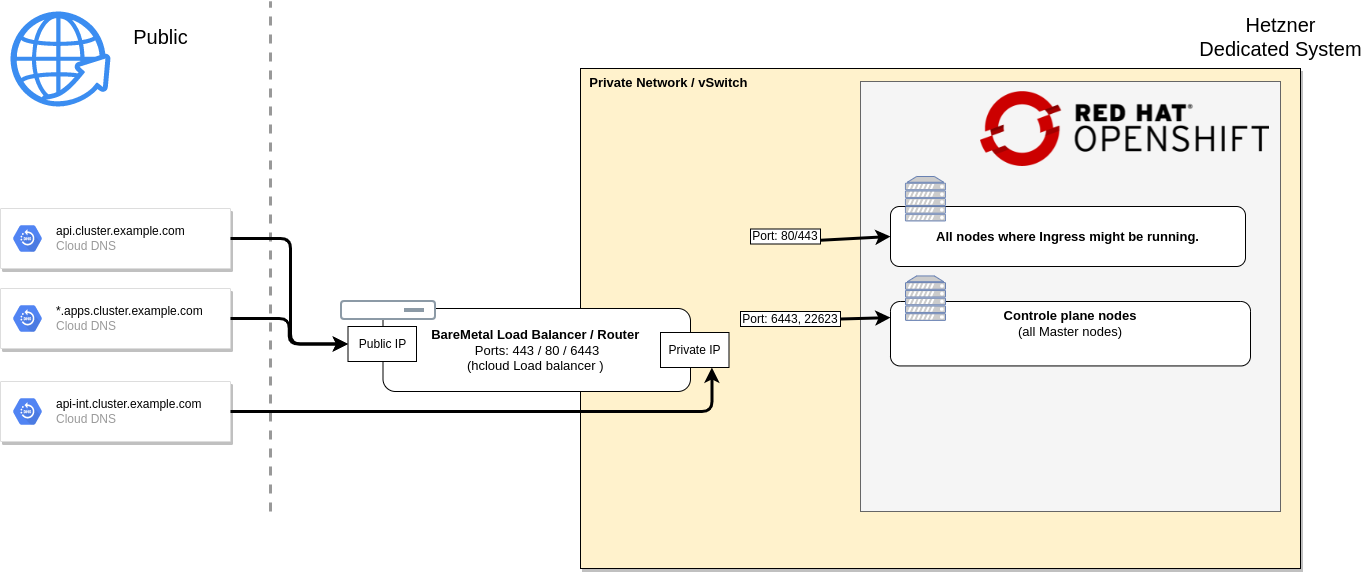 Public
Hetzner
Dedicated System
Private Network / vSwitch
RED HAT®
OPENSHIFT
api.cluster.example.com
Cloud DNS
Port: 80/443
All nodes where Ingress might be running.
*.apps.cluster.example.com
Cloud DNS
Port: 6443, 22623
Controle plane nodes
(all Master nodes)
BareMetal Load Balancer / Router
Ports: 443 / 80 / 6443
(hcloud Load balancer )
Public IP
Private IP
api-int.cluster.example.com
Cloud DNS